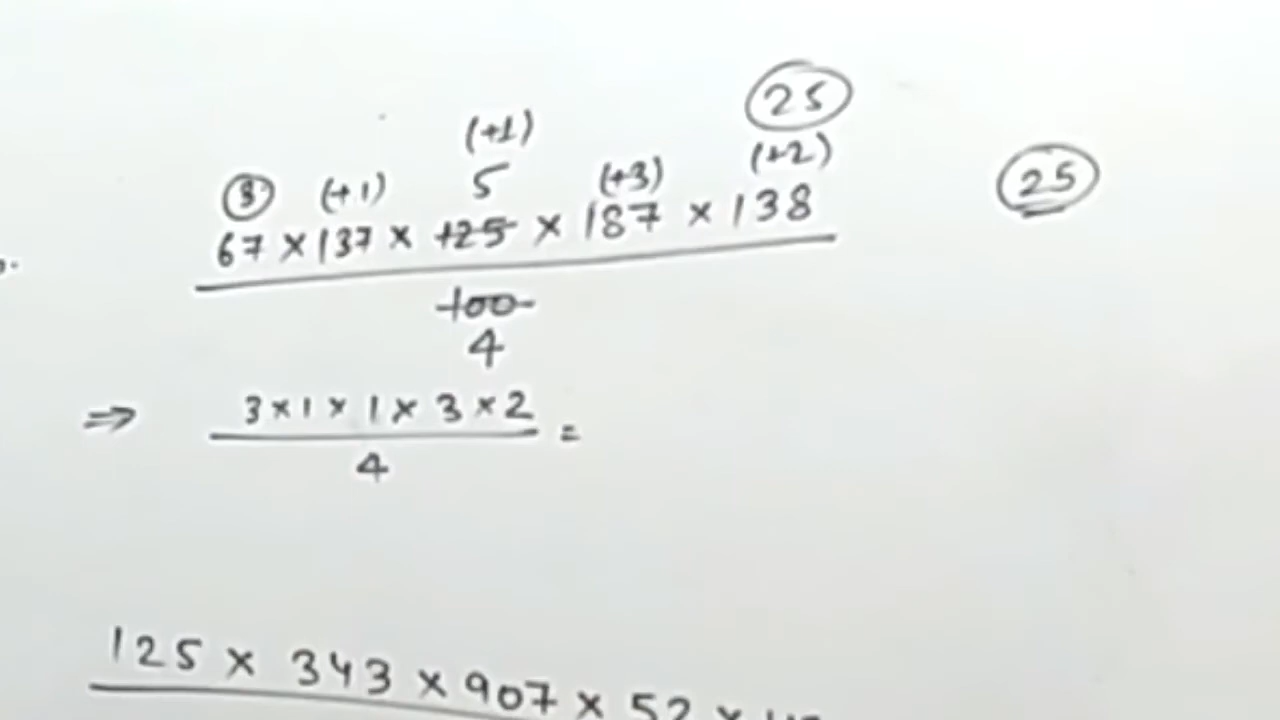 25
(+1)
3 (+1) 5 (+3) (+2) 25
67 × 137 × 125 × 187 × 138
100
4
⇒ 3 × 1 × 1 × 3 × 2 =
4
125 × 343 × 907 × 52 ×